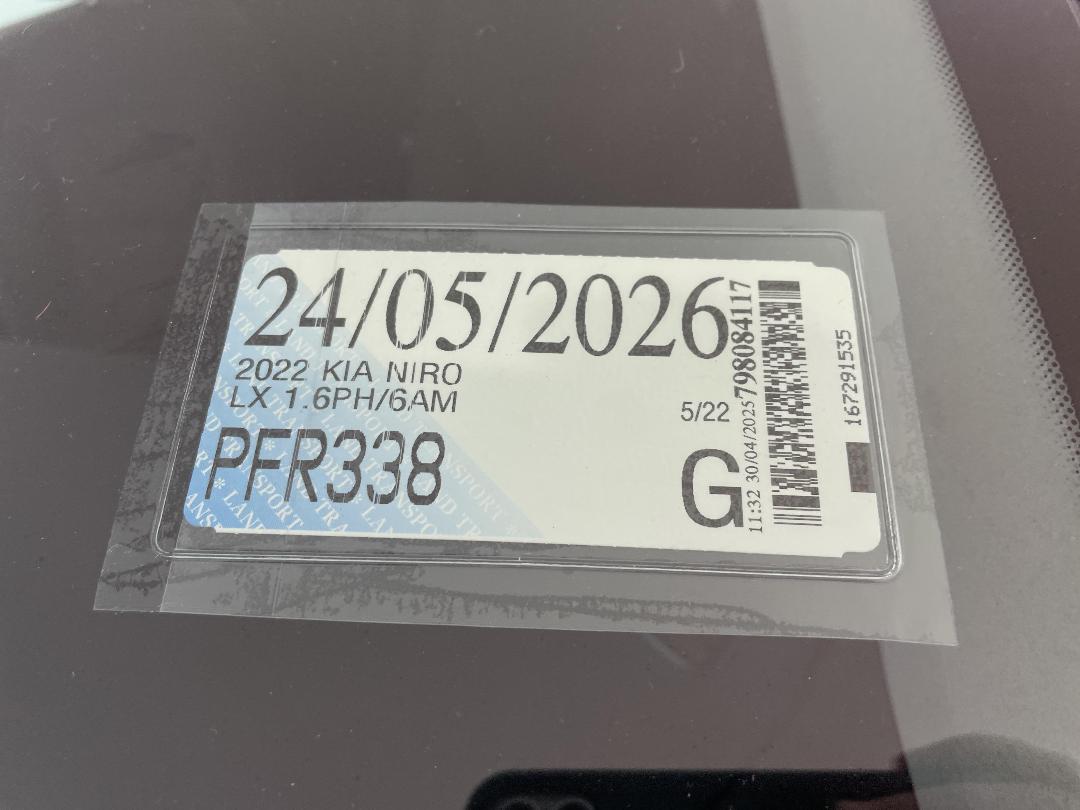 24/05/2026
2022 KIA NIRO
LX 1.6PH/6AM
PFR338
5/22
G
11:32 30/04/2025 798084117
167291535